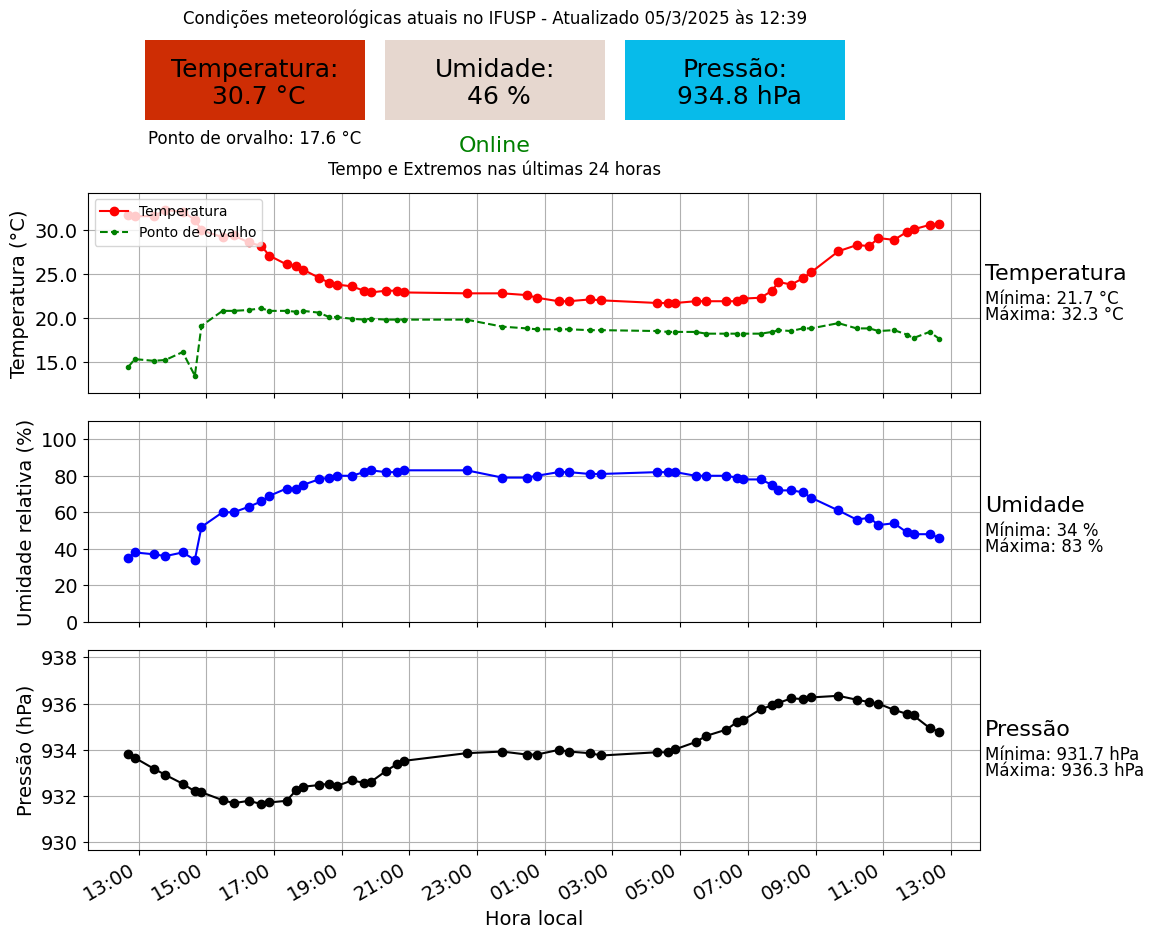 Condições meteorológicas atuais no IFUSP - Atualizado 05/3/2025 às 12:39
Temperatura:
30.7 °C
Umidade:
46 %
Pressão:
934.8 hPa
Ponto de orvalho: 17.6 °C
Online
Tempo e Extremos nas últimas 24 horas
Temperatura (°C)
30.0
25.0
20.0
15.0
Temperatura
Ponto de orvalho
Temperatura
Mínima: 21.7 °C
Máxima: 32.3 °C
Umidade relativa (%)
100
80
60
40
20
0
Umidade
Mínima: 34 %
Máxima: 83 %
Pressão (hPa)
938
936
934
932
930
Pressão
Mínima: 931.7 hPa
Máxima: 936.3 hPa
13:00
15:00
17:00
19:00
21:00
23:00
01:00
03:00
05:00
07:00
09:00
11:00
13:00
Hora local